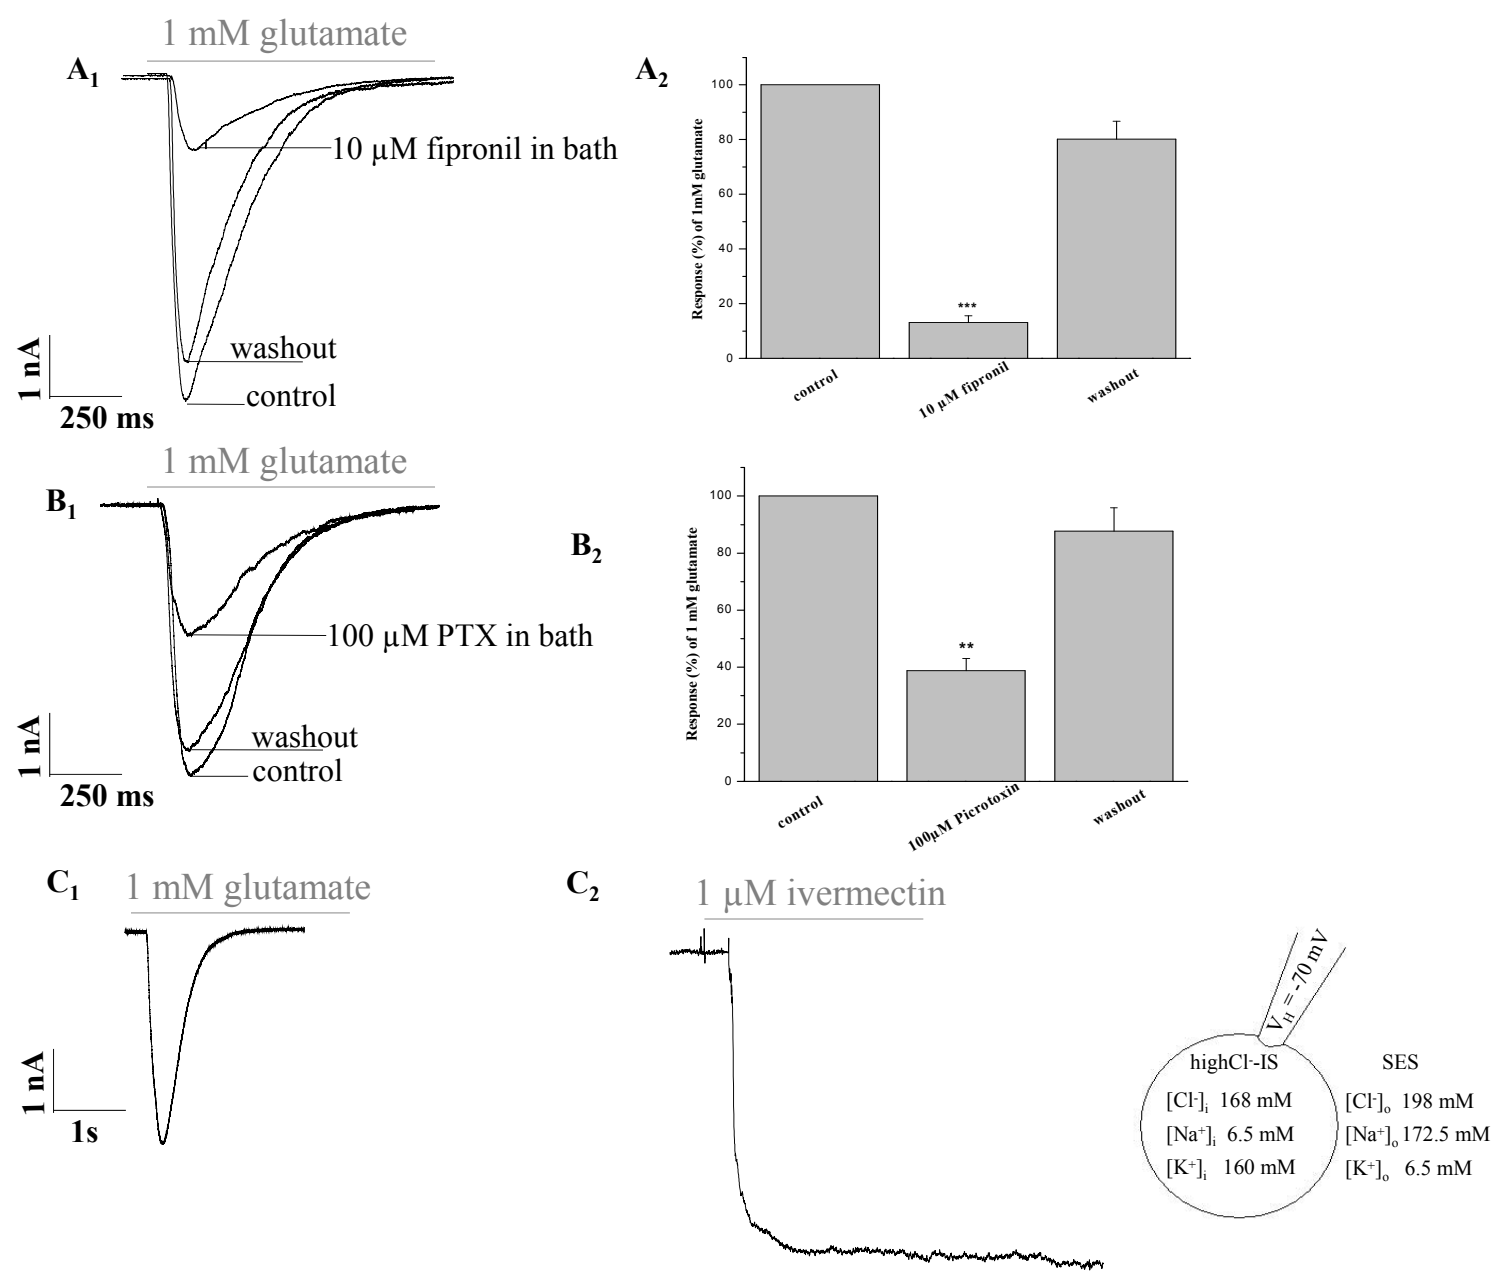 1 mM glutamate
A1
10 µM fipronil in bath
washout
control
1 nA
250 ms
A2
Response (%) of 1mM glutamate
100
80
60
40
20
0
***
control
10 µM fipronil
washout
1 mM glutamate
B1
100 µM PTX in bath
washout
control
1 nA
250 ms
B2
Response (%) of 1 mM glutamate
100
80
60
40
20
0
**
control
100µM Picrotoxin
washout
C1
1 mM glutamate
1 nA
1s
C2
1 µM ivermectin
VH = -70 mV
highCl--IS SES
[Cl-]i 168 mM [Cl-]o 198 mM
[Na+]i 6.5 mM [Na+]o 172.5 mM
[K+]i 160 mM [K+]o 6.5 mM